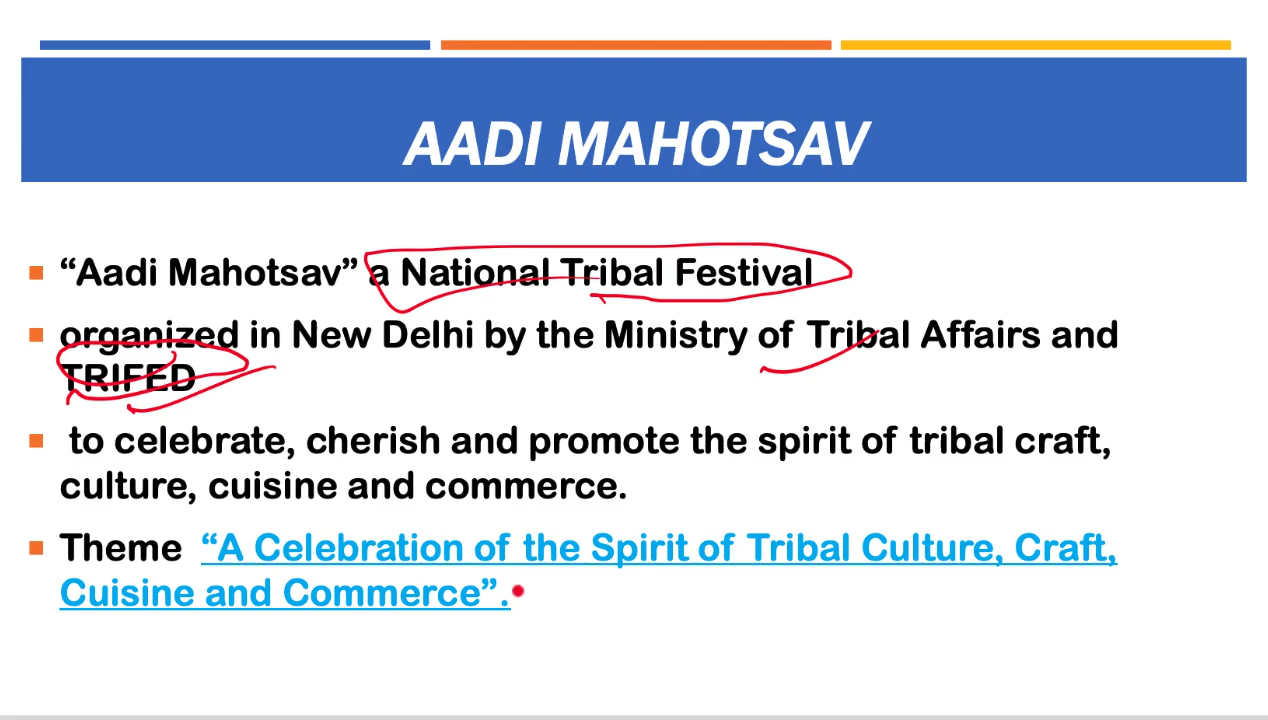 AADI MAHOTSAV
“Aadi Mahotsav” a National Tribal Festival
organized in New Delhi by the Ministry of Tribal Affairs and
TRIFED
to celebrate, cherish and promote the spirit of tribal craft,
culture, cuisine and commerce.
Theme “A Celebration of the Spirit of Tribal Culture, Craft,
Cuisine and Commerce”.